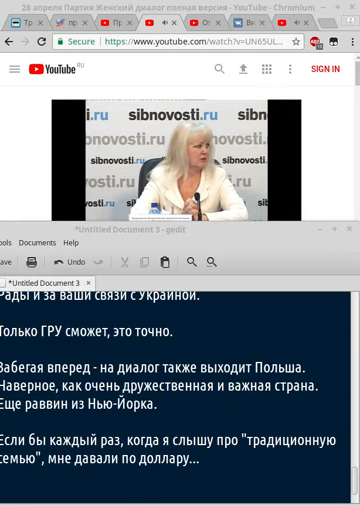 28 апреля Партия Женский диалог полная версия - YouTube - Chromium
Secure | https://www.youtube.com/watch?v=UN65UL...
YouTube RU
SIGN IN
.ru sibnovosti.ru sibn
bnovosti.ru
sibnovosti.ru
*Untitled Document 3 - gedit
ools Documents Help
ave Undo
*Untitled Document 3
Рады и за ваши связи с Украиной.
Только ГРУ сможет, это точно.
Забегая вперед - на диалог также выходит Польша.
Наверное, как очень дружественная и важная страна.
Еще раввин из Нью-Йорка.
Если бы каждый раз, когда я слышу про "традиционную
семью", мне давали по доллару...